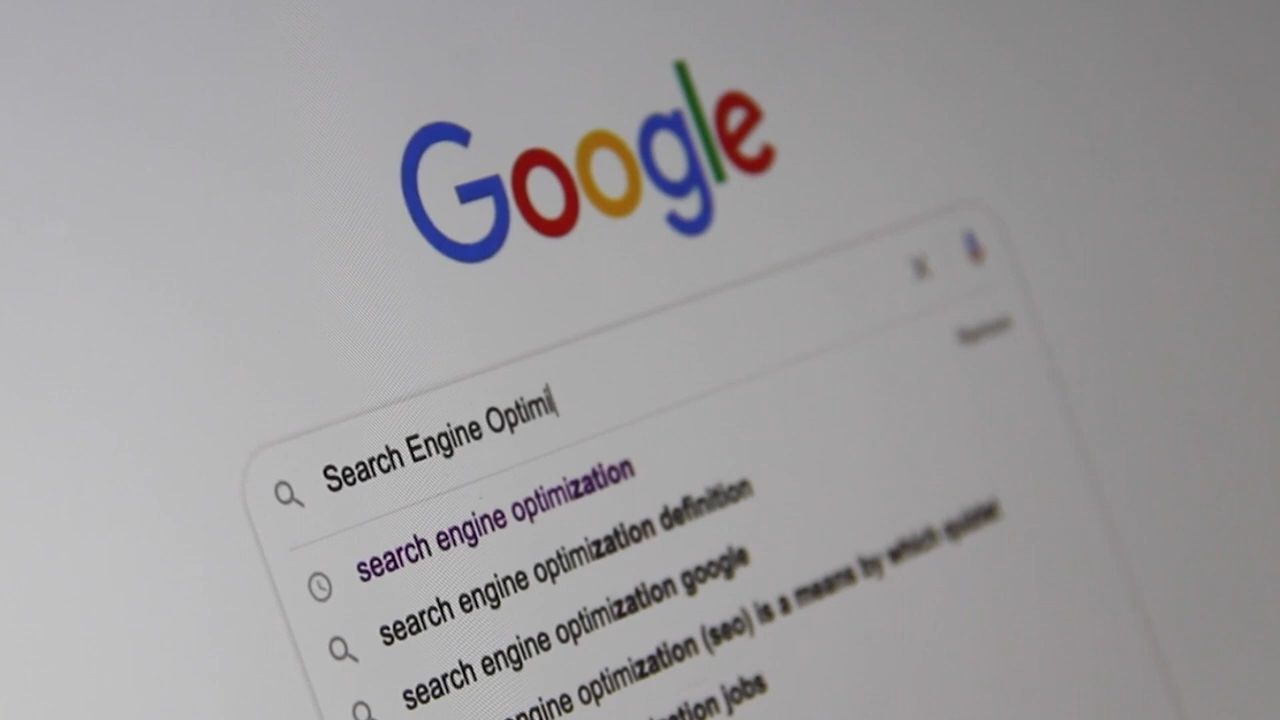 Google
Search Engine Optimi
search engine optimization
search engine optimization definition
search engine optimization google
engine optimization (seo) is a means by which
jobs